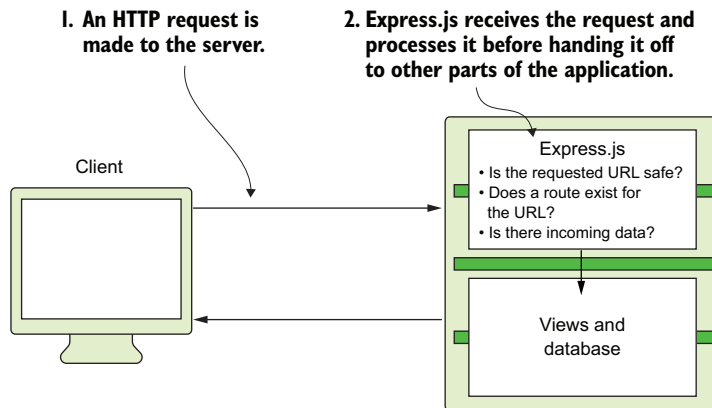 1. An HTTP request is
made to the server.
2. Express.js receives the request and
processes it before handing it off
to other parts of the application.
Client
Express.js
• Is the requested URL safe?
• Does a route exist for
the URL?
• Is there incoming data?
Views and
database